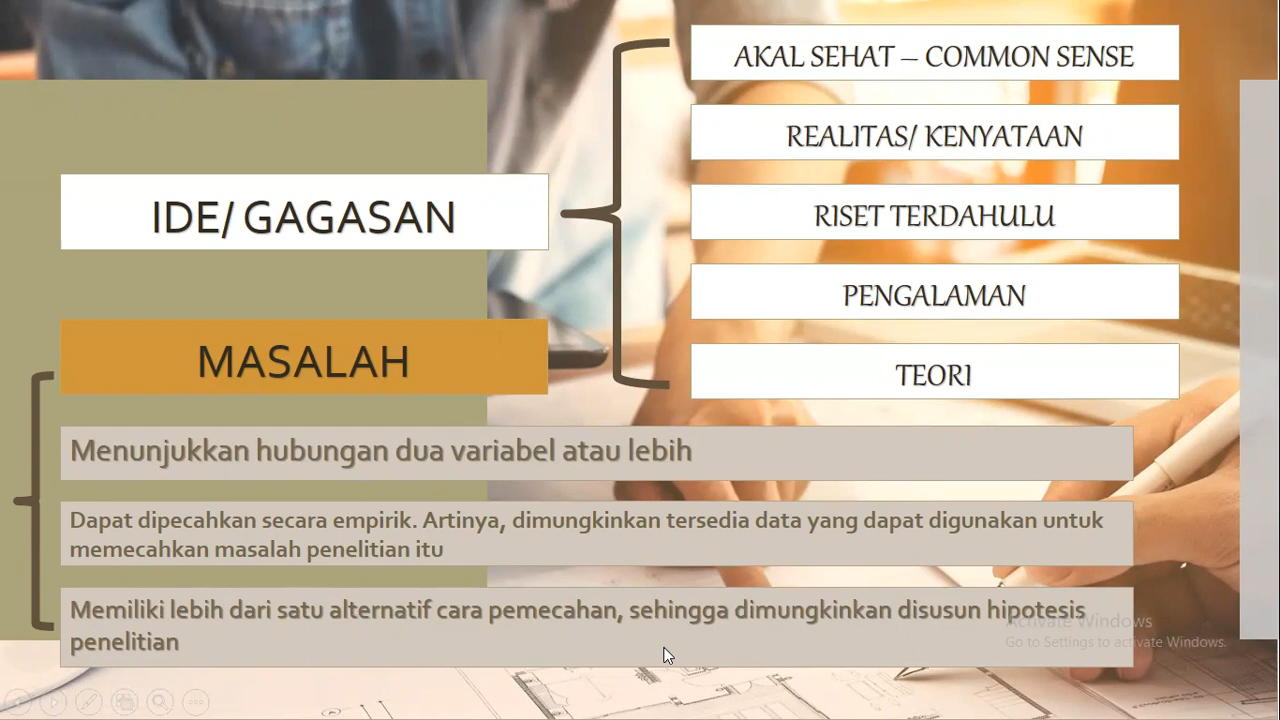 AKAL SEHAT – COMMON SENSE
REALITAS/ KENYATAAN
RISET TERDAHULU
PENGALAMAN
TEORI
IDE/ GAGASAN
MASALAH
Menunjukkan hubungan dua variabel atau lebih
Dapat dipecahkan secara empirik. Artinya, dimungkinkan tersedia data yang dapat digunakan untuk
memecahkan masalah penelitian itu
Memiliki lebih dari satu alternatif cara pemecahan, sehingga dimungkinkan disusun hipotesis
penelitian
Activate Windows
Go to Settings to activate Windows.